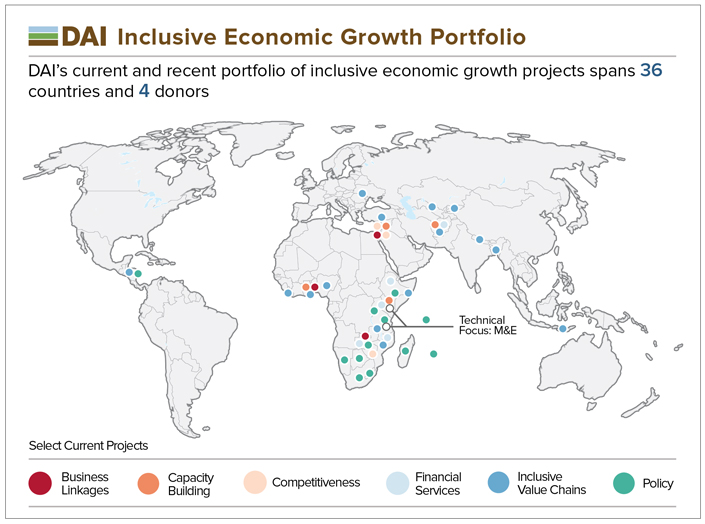 DAI Inclusive Economic Growth Portfolio
DAI's current and recent portfolio of inclusive economic growth projects spans 36
countries and 4 donors
Technical
Focus: M&E
Select Current Projects
Business
Linkages
Capacity
Building
Competitiveness
Financial
Services
Inclusive
Value Chains
Policy